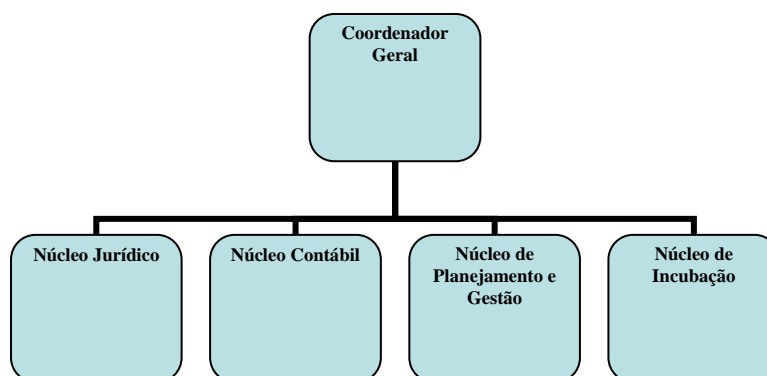 Coordenador
Geral
Núcleo Jurídico
Núcleo Contábil
Núcleo de
Planejamento e
Gestão
Núcleo de
Incubação